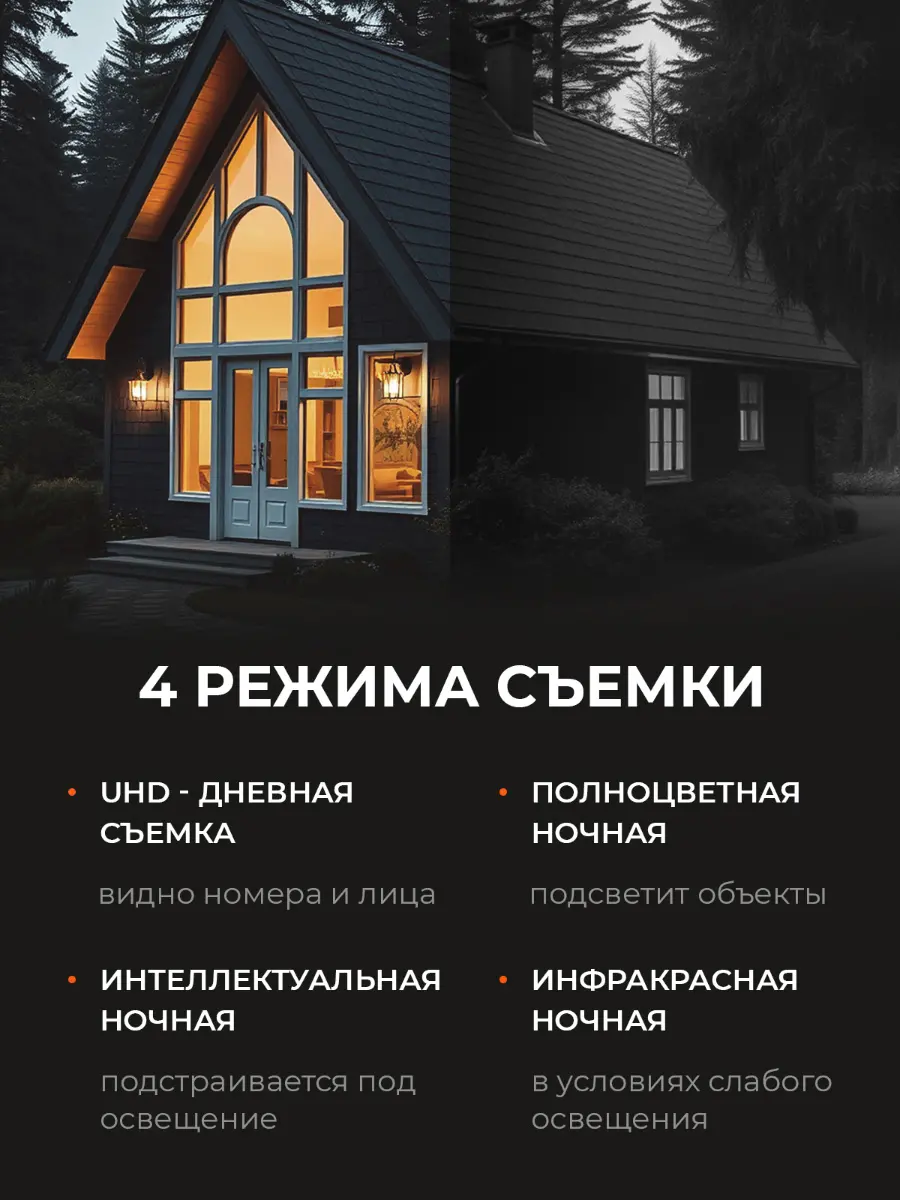 4 РЕЖИМА СЪЕМКИ
UHD - ДНЕВНАЯ
СЪЕМКА
видно номера и лица
ПОЛНОЦВЕТНАЯ
НОЧНАЯ
подсветит объекты
ИНТЕЛЛЕКТУАЛЬНАЯ
НОЧНАЯ
подстраивается под
освещение
ИНФРАКРАСНАЯ
НОЧНАЯ
в условиях слабого
освещения